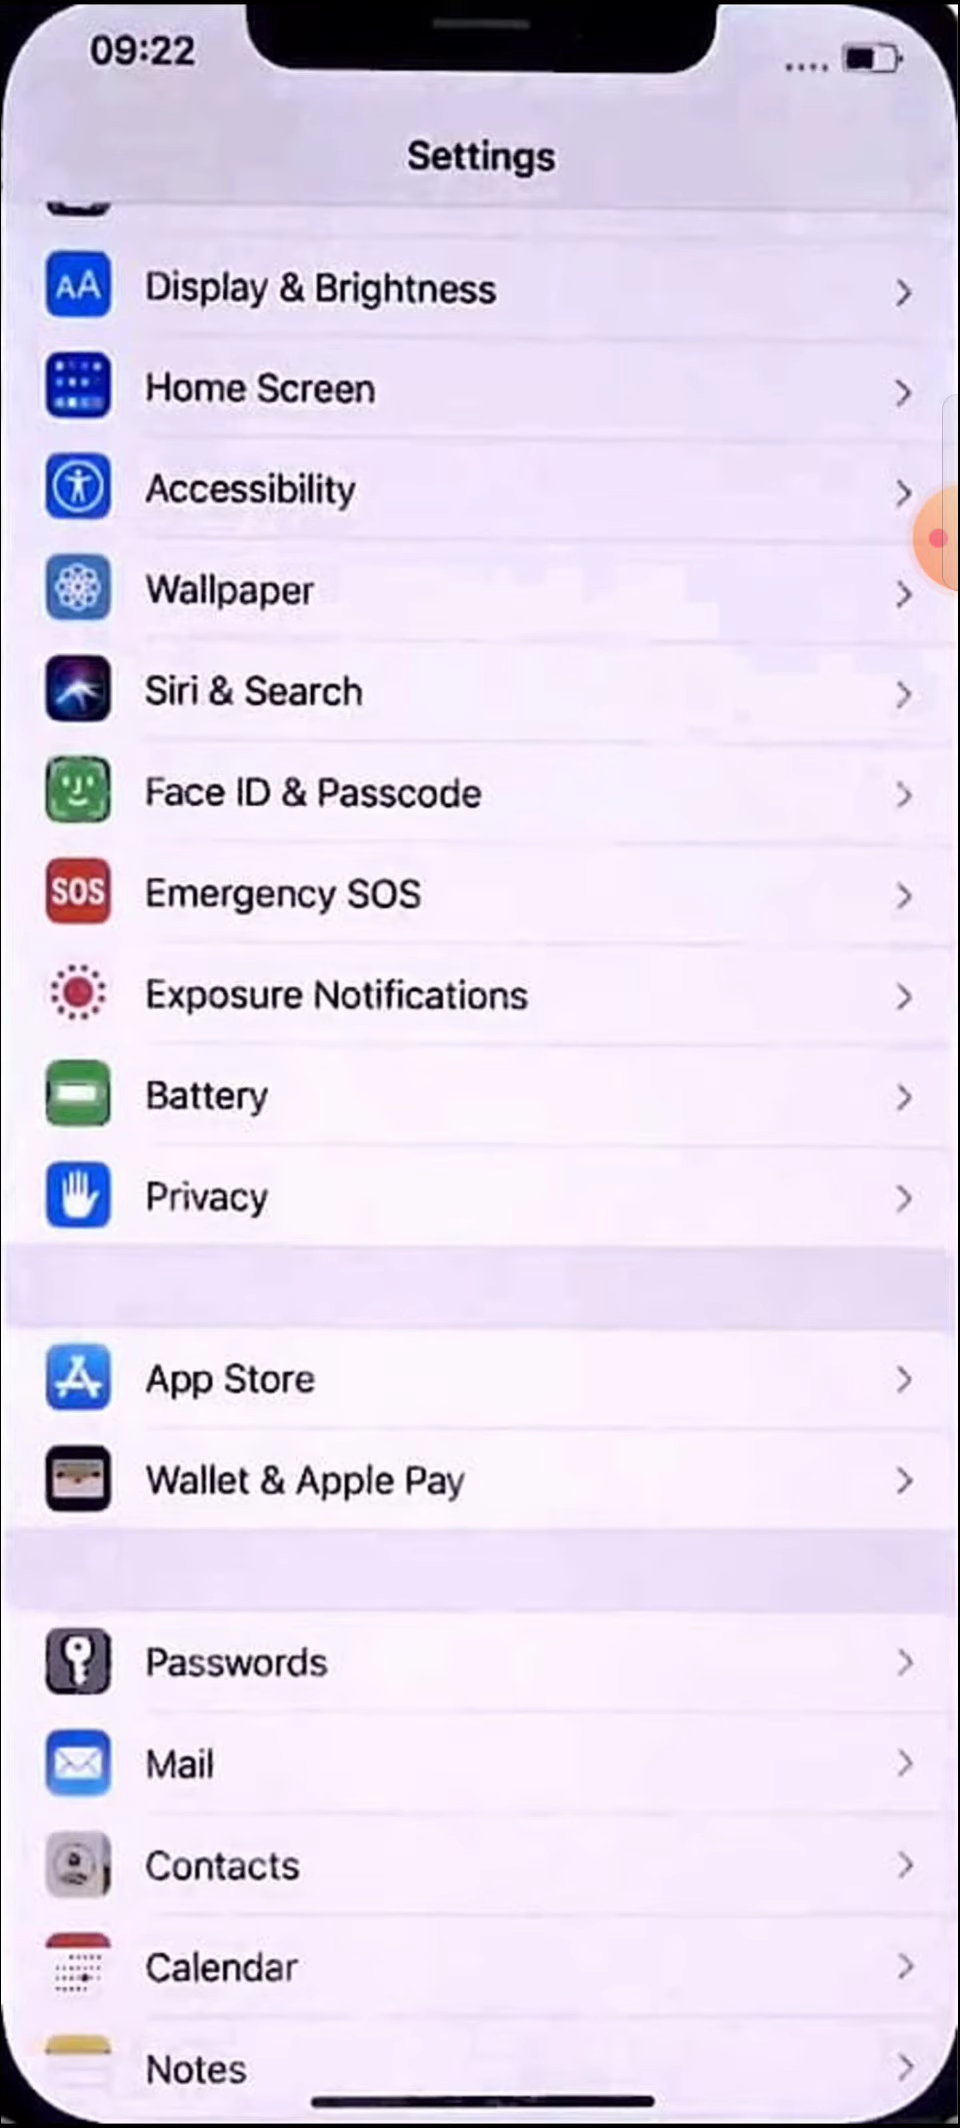 09:22
Settings
AA
Display & Brightness
Home Screen
Accessibility
Wallpaper
Siri & Search
Face ID & Passcode
SOS
Emergency SOS
Exposure Notifications
Battery
Privacy
App Store
Wallet & Apple Pay
Passwords
Mail
Contacts
Calendar
Notes